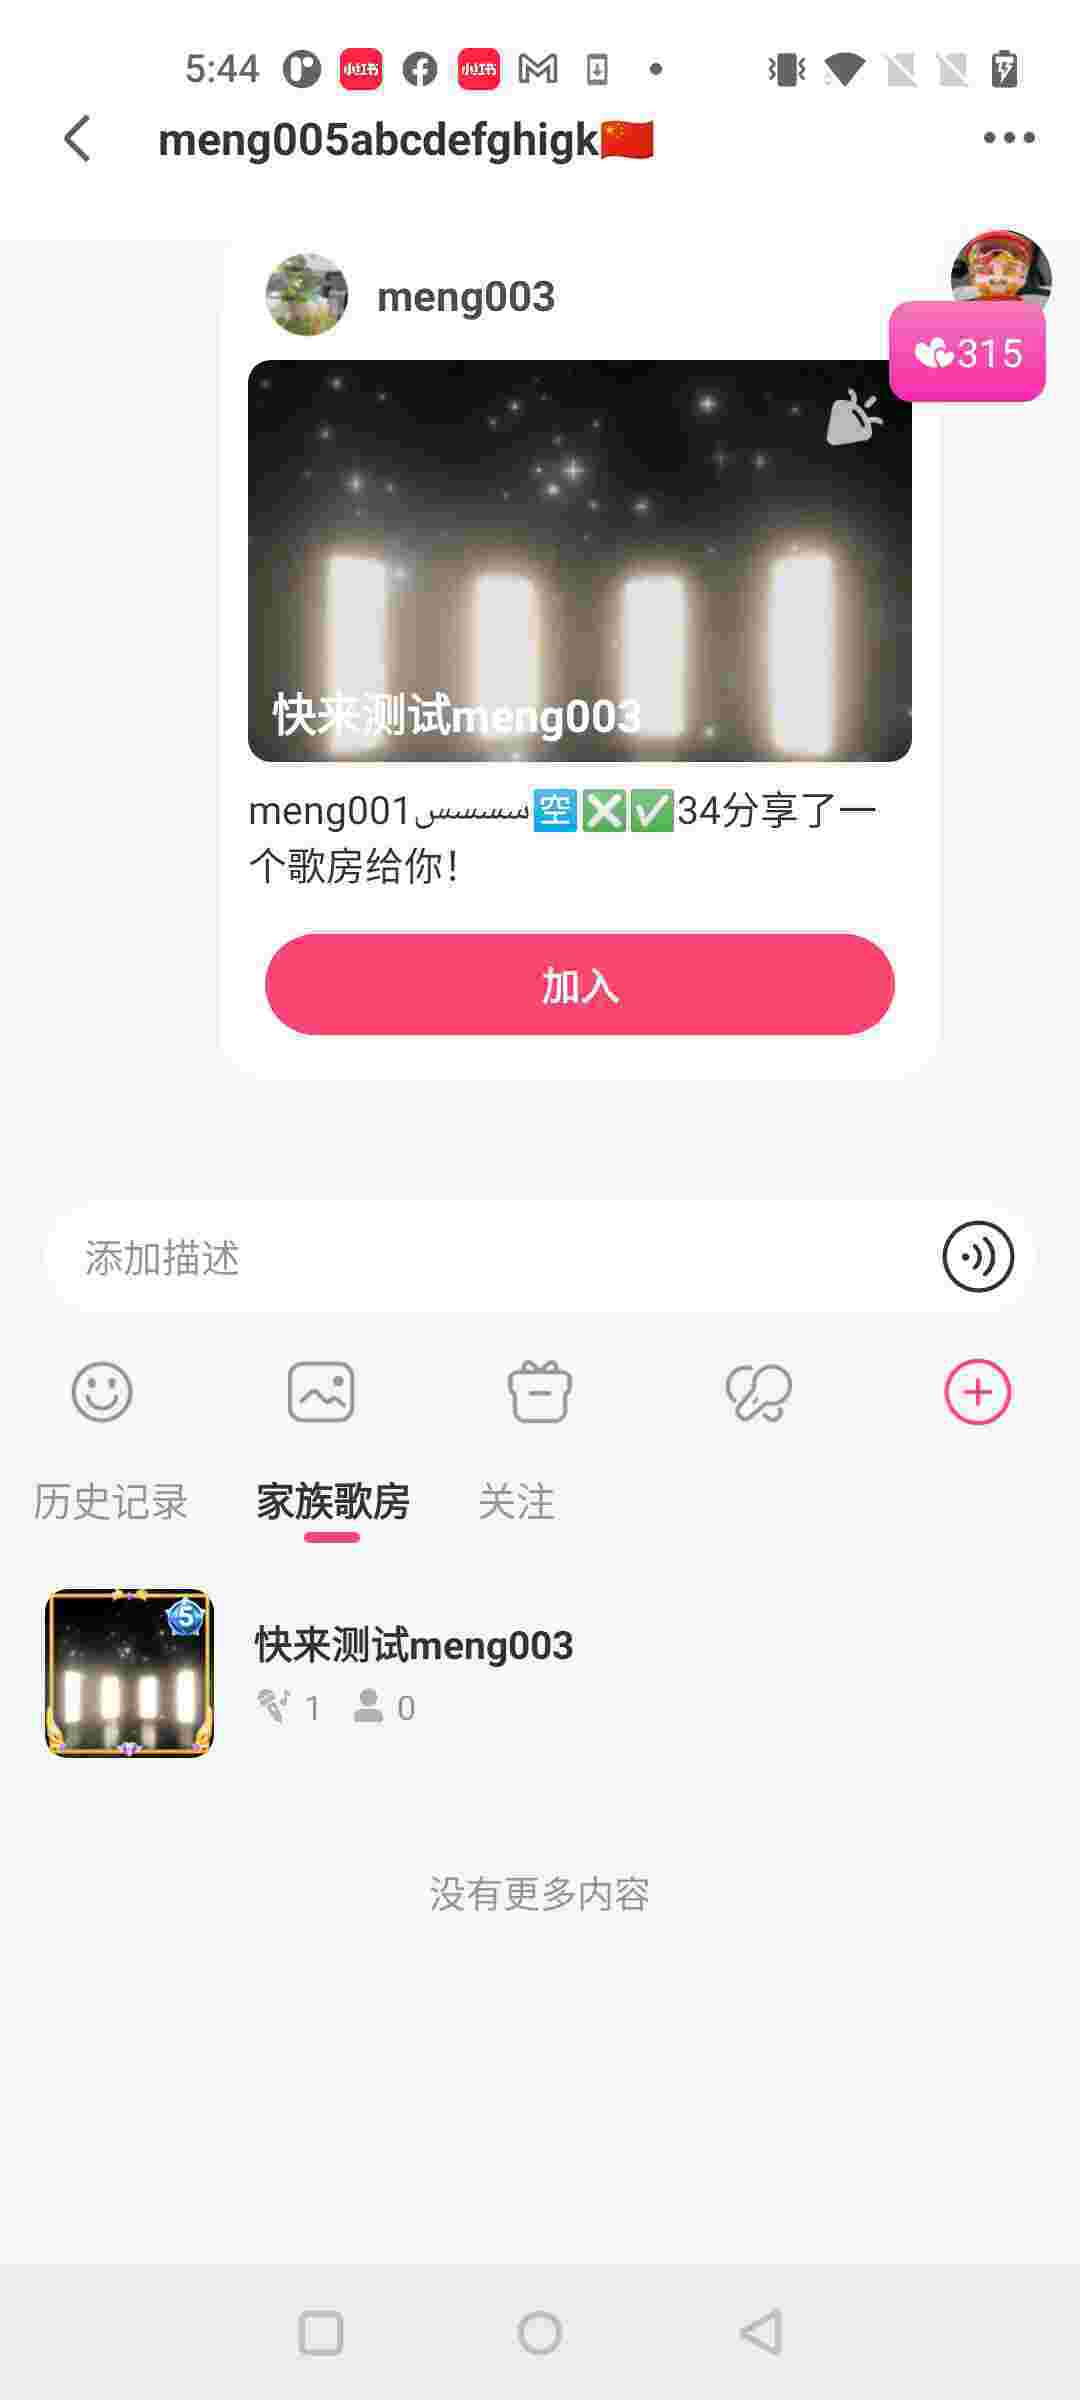 5:44
小红书
小红书
meng005abcdefghigk🇨🇳
meng003
315
快来测试meng003
meng001سسسسس🈳❎✅34分享了一
个歌房给你！
加入
添加描述
历史记录 家族歌房 关注
5
快来测试meng003
1 0
没有更多内容